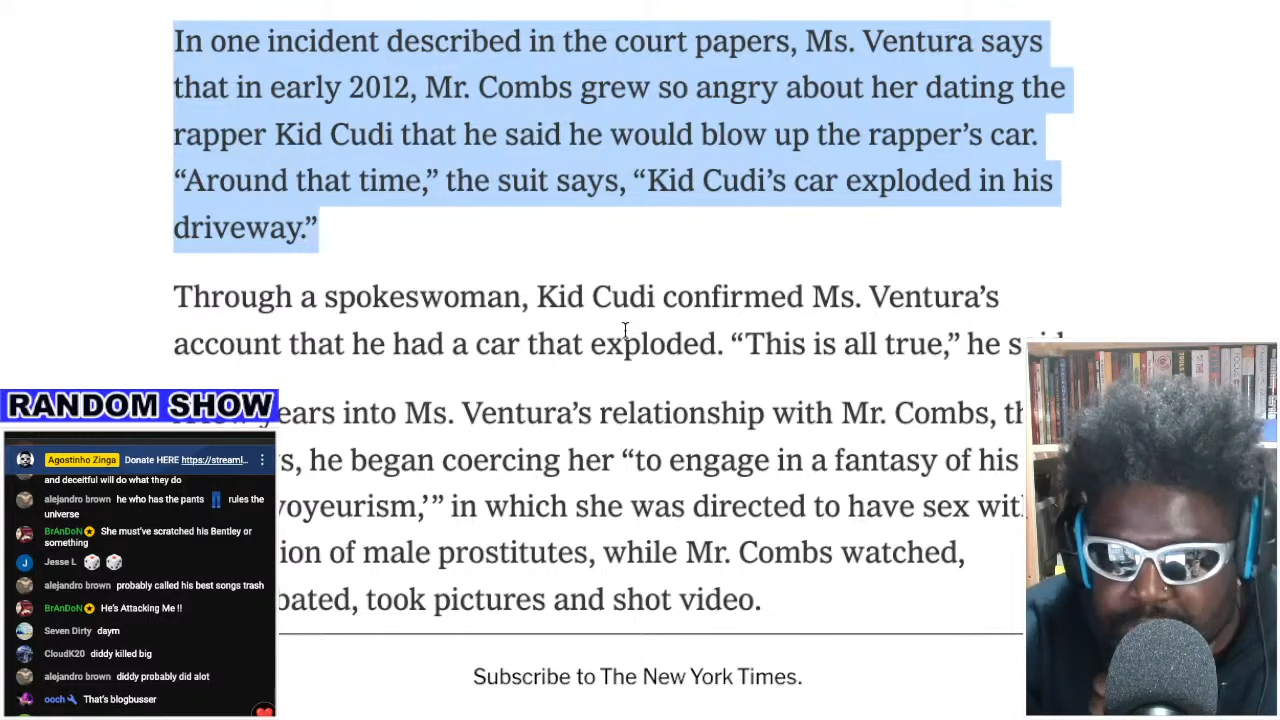 In one incident described in the court papers, Ms. Ventura says
that in early 2012, Mr. Combs grew so angry about her dating the
rapper Kid Cudi that he said he would blow up the rapper’s car.
“Around that time,” the suit says, “Kid Cudi’s car exploded in his
driveway.”
Through a spokeswoman, Kid Cudi confirmed Ms. Ventura’s
account that he had a car that exploded. “This is all true,” he said
ears into Ms. Ventura’s relationship with Mr. Combs, th
s, he began coercing her “to engage in a fantasy of his
voyeurism,’” in which she was directed to have sex wit
ion of male prostitutes, while Mr. Combs watched,
bated, took pictures and shot video.
Subscribe to The New York Times.
RANDOM SHOW
Agostinho Zinga Donate HERE https://streaml...
and deceitful will do what they do
alejandro brown he who has the pants 👖 rules the
universe
BrAnDoN She must’ve scratched his Bentley or
something
Jesse L 🎲 🎲
alejandro brown probably called his best songs trash
BrAnDoN He’s Attacking Me !!
Seven Dirty daym
CloudK20 diddy killed big
alejandro brown diddy probably did alot
ooch That’s blogbusser